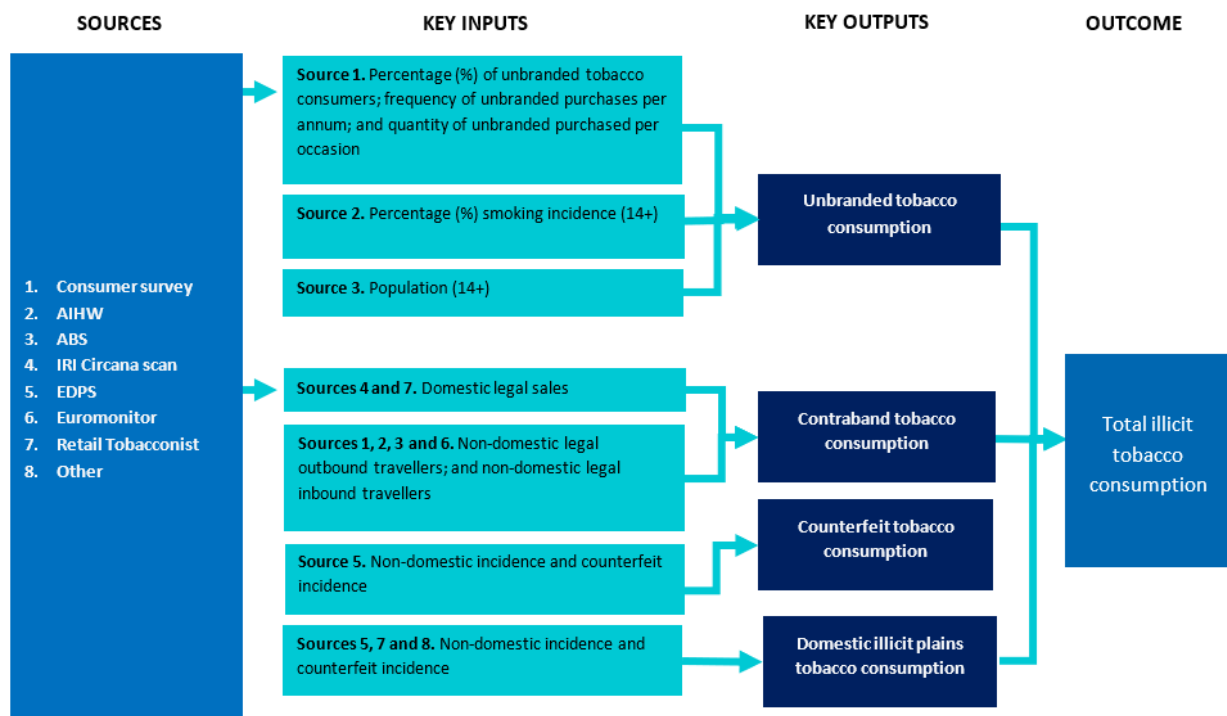 SOURCES
KEY INPUTS
KEY OUTPUTS
OUTCOME
1. Consumer survey
2. AIHW
3. ABS
4. IRI Circana scan
5. EDPS
6. Euromonitor
7. Retail Tobacconist
8. Other
Source 1. Percentage (%) of unbranded tobacco
consumers; frequency of unbranded purchases per
annum; and quantity of unbranded purchased per
occasion
Source 2. Percentage (%) smoking incidence (14+)
Source 3. Population (14+)
Sources 4 and 7. Domestic legal sales
Sources 1, 2, 3 and 6. Non-domestic legal
outbound travellers; and non-domestic legal
inbound travellers
Source 5. Non-domestic incidence and counterfeit
incidence
Sources 5, 7 and 8. Non-domestic incidence and
counterfeit incidence
Unbranded tobacco
consumption
Contraband tobacco
consumption
Counterfeit tobacco
consumption
Domestic illicit plains
tobacco consumption
Total illicit
tobacco
consumption